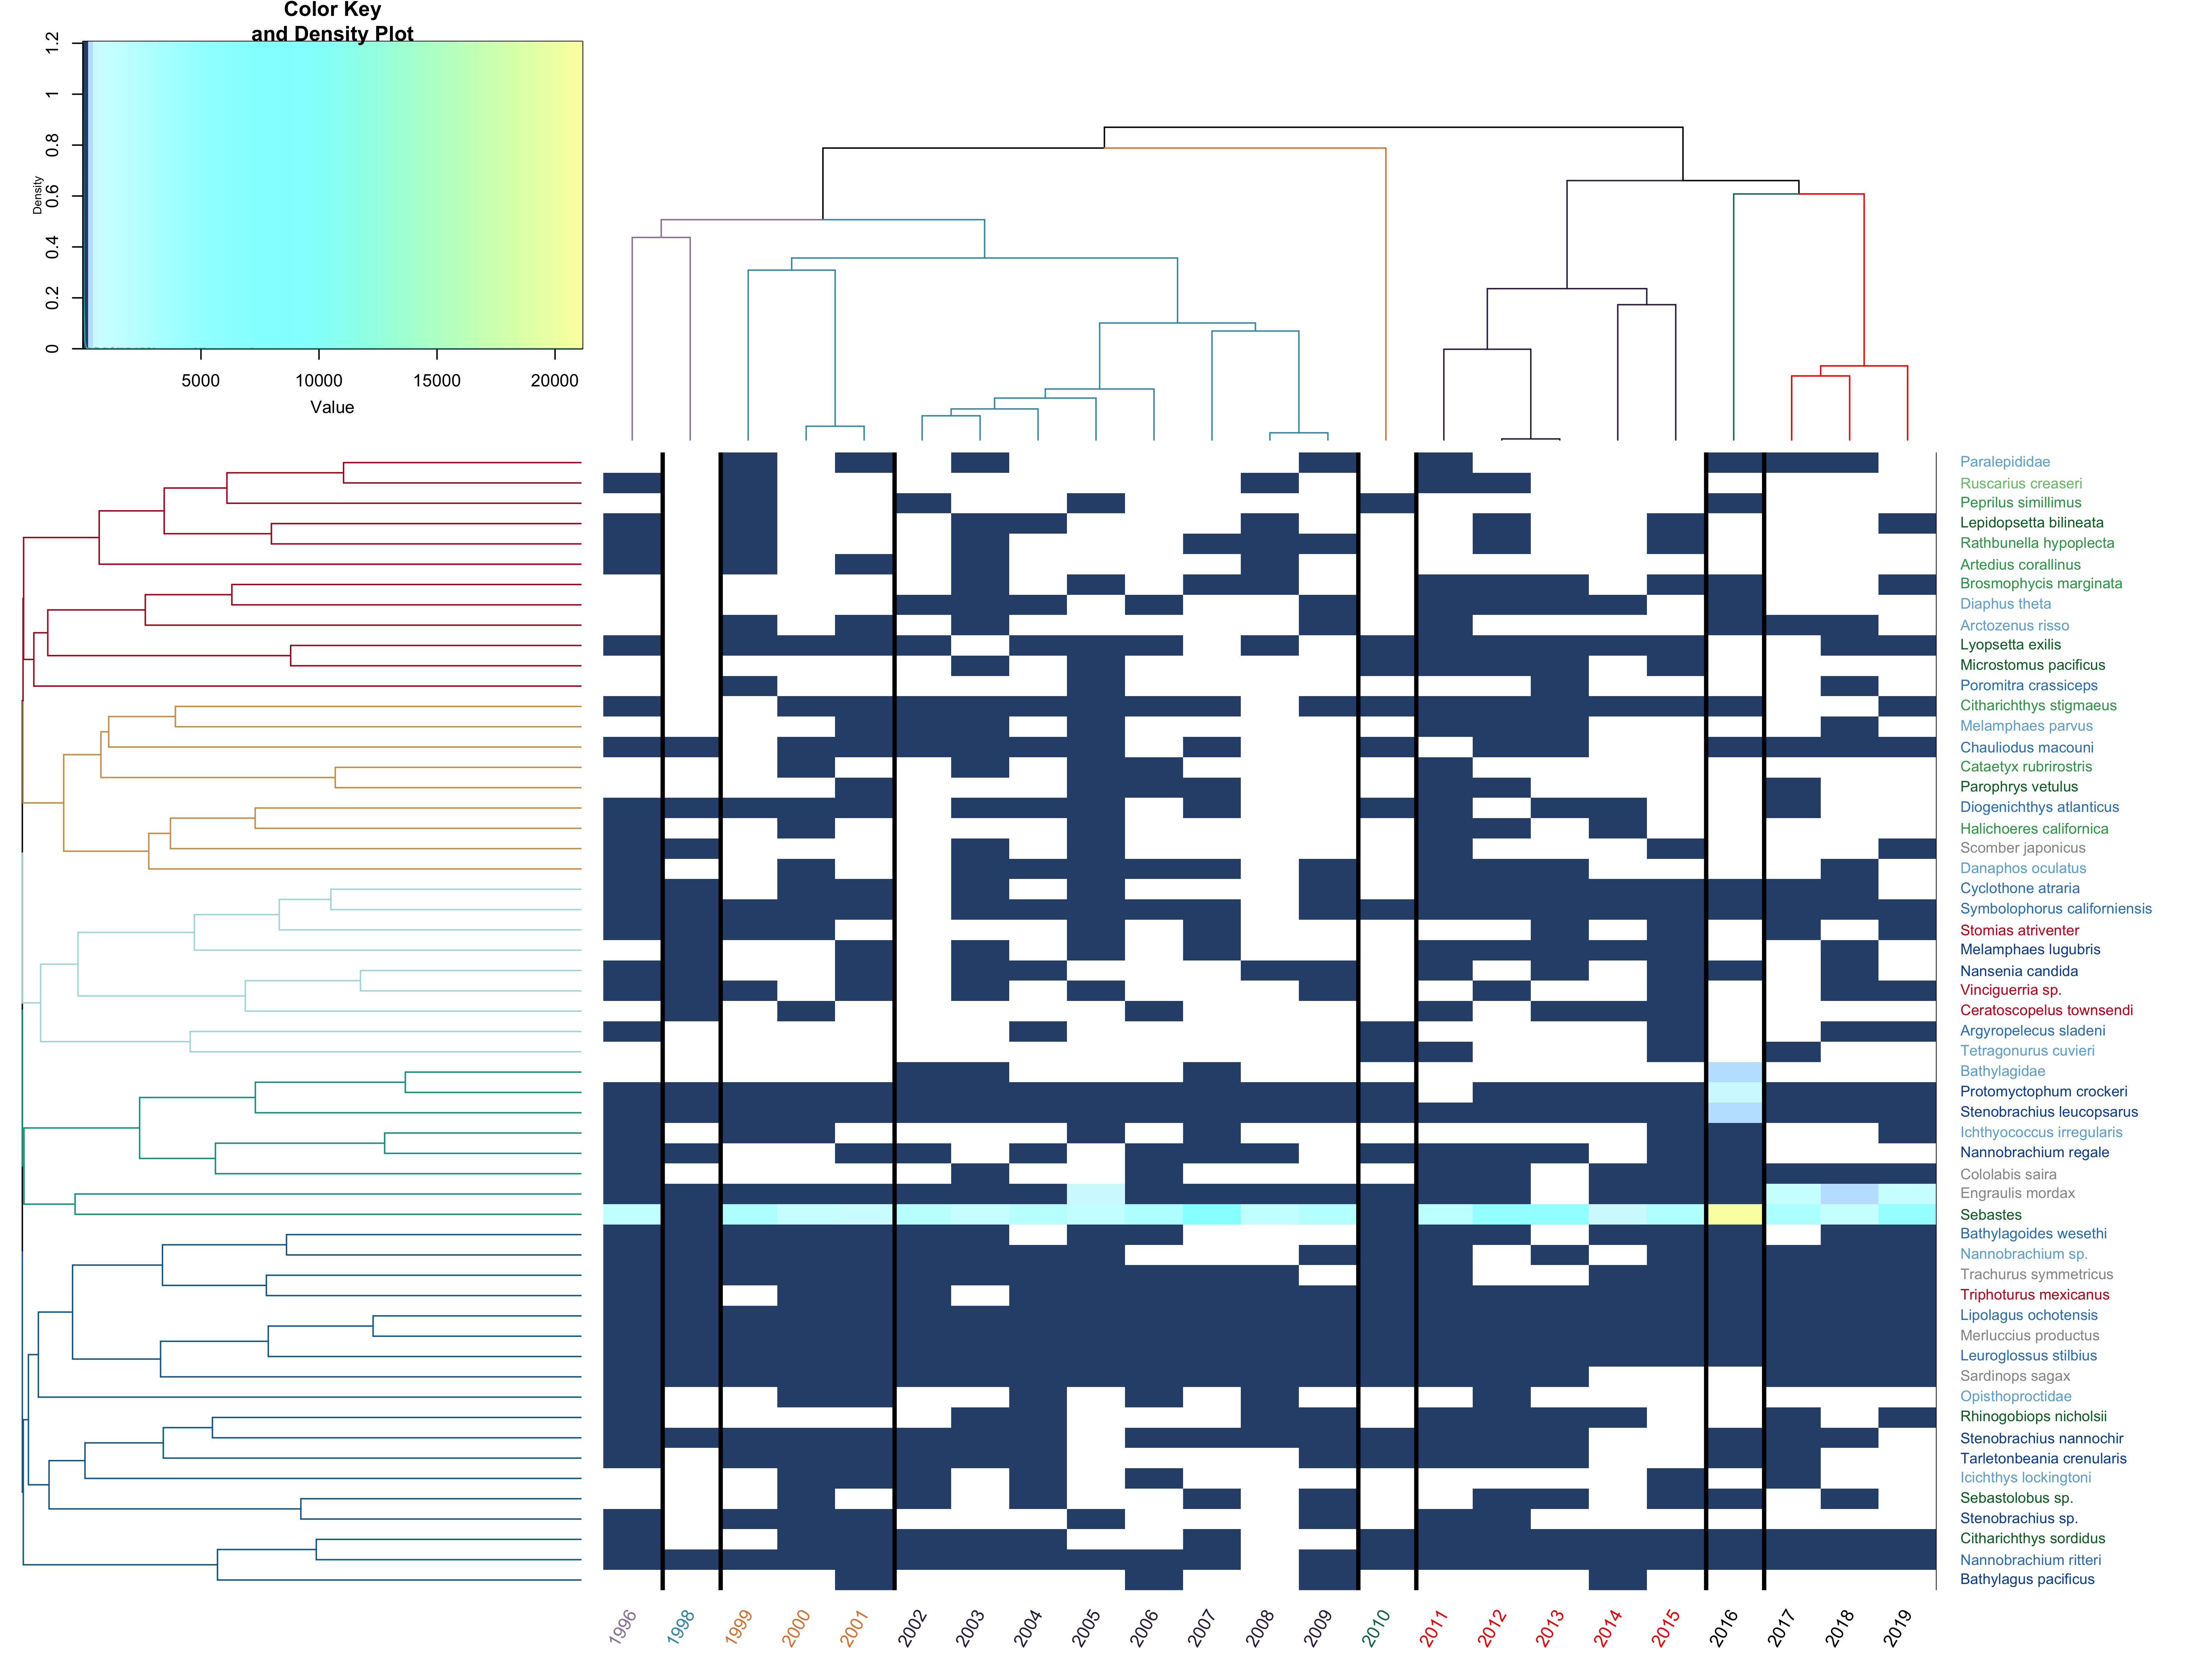 Color Key
and Density Plot
1.2
1
0.8
0.6
0.4
0.2
0
Density
5000 10000 15000 20000
Value
Paralepididae
Ruscarius creaseri
Peprilus simillimus
Lepidopsetta bilineata
Rathbunella hypoplecta
Artedius corallinus
Brosmophycis marginata
Diaphus theta
Arctozenus risso
Lyopsetta exilis
Microstomus pacificus
Poromitra crassiceps
Citharichthys stigmaeus
Melamphaes parvus
Chauliodus macouni
Cataetyx rubrirostris
Parophrys vetulus
Diogenichthys atlanticus
Halichoeres californica
Scomber japonicus
Danaphos oculatus
Cyclothone atraria
Symbolophorus californiensis
Stomias atriventer
Melamphaes lugubris
Nansenia candida
Vinciguerria sp.
Ceratoscopelus townsendi
Argyropelecus sladeni
Tetragonurus cuvieri
Bathylagidae
Protomyctophum crockeri
Stenobrachius leucopsarus
Ichthyococcus irregularis
Nannobrachium regale
Cololabis saira
Engraulis mordax
Sebastes
Bathylagoides wesethi
Nannobrachium sp.
Trachurus symmetricus
Triphoturus mexicanus
Lipolagus ochotensis
Merluccius productus
Leuroglossus stilbius
Sardinops sagax
Opisthoproctidae
Rhinogobiops nicholsii
Stenobrachius nannochir
Tarletonbeania crenularis
Icichthys lockingtoni
Sebastolobus sp.
Stenobrachius sp.
Citharichthys sordidus
Nannobrachium ritteri
Bathylagus pacificus
1996 1998 1999 2000 2001 2002 2003 2004 2005 2006 2007 2008 2009 2010 2011 2012 2013 2014 2015 2016 2017 2018 2019